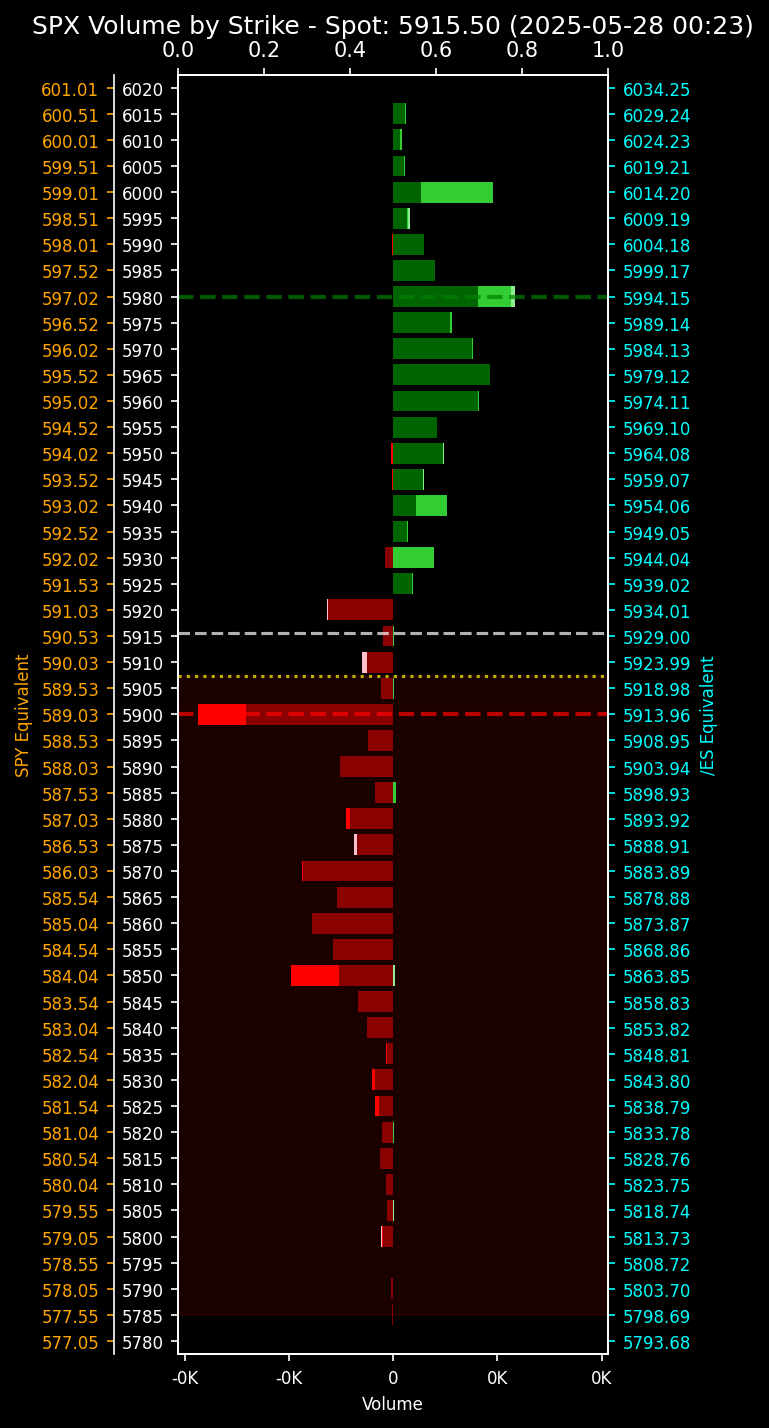 SPX Volume by Strike - Spot: 5915.50 (2025-05-28 00:23)
0.0 0.2 0.4 0.6 0.8 1.0
601.01 6020 6034.25
600.51 6015 6029.24
600.01 6010 6024.23
599.51 6005 6019.21
599.01 6000 6014.20
598.51 5995 6009.19
598.01 5990 6004.18
597.52 5985 5999.17
597.02 5980 5994.15
596.52 5975 5989.14
596.02 5970 5984.13
595.52 5965 5979.12
595.02 5960 5974.11
594.52 5955 5969.10
594.02 5950 5964.08
593.52 5945 5959.07
593.02 5940 5954.06
592.52 5935 5949.05
592.02 5930 5944.04
591.53 5925 5939.02
591.03 5920 5934.01
590.53 5915 5929.00
590.03 5910 5923.99
589.53 5905 5918.98
589.03 5900 5913.96
588.53 5895 5908.95
588.03 5890 5903.94
587.53 5885 5898.93
587.03 5880 5893.92
586.53 5875 5888.91
586.03 5870 5883.89
585.54 5865 5878.88
585.04 5860 5873.87
584.54 5855 5868.86
584.04 5850 5863.85
583.54 5845 5858.83
583.04 5840 5853.82
582.54 5835 5848.81
582.04 5830 5843.80
581.54 5825 5838.79
581.04 5820 5833.78
580.54 5815 5828.76
580.04 5810 5823.75
579.55 5805 5818.74
579.05 5800 5813.73
578.55 5795 5808.72
578.05 5790 5803.70
577.55 5785 5798.69
577.05 5780 5793.68
SPY Equivalent
/ES Equivalent
-0K -0K 0 0K 0K
Volume